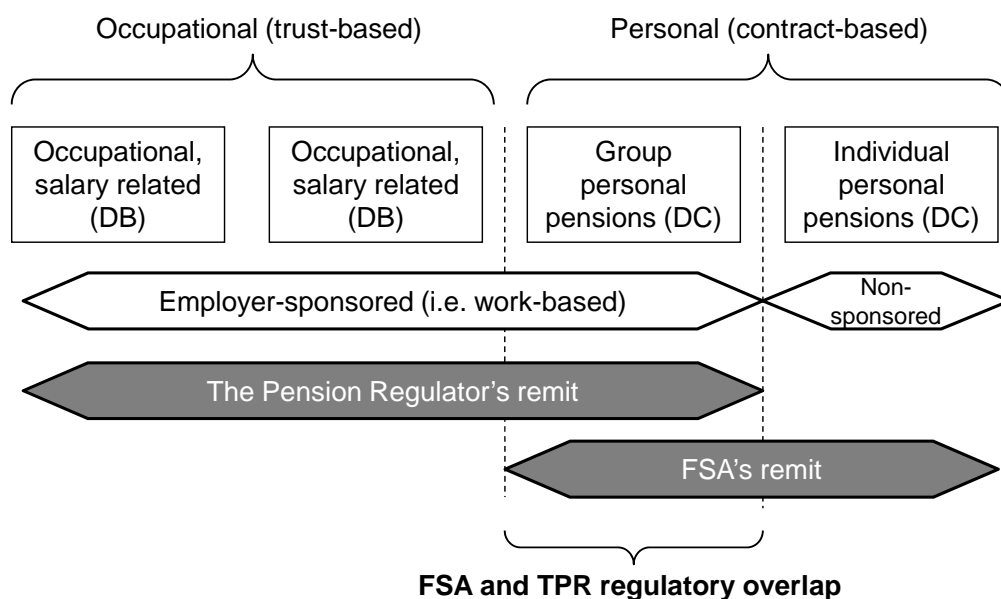 Occupational (trust-based)
Personal (contract-based)
Occupational,
salary related
(DB)
Occupational,
salary related
(DB)
Group
personal
pensions (DC)
Individual
personal
pensions (DC)
Employer-sponsored (i.e. work-based)
Non-
sponsored
The Pension Regulator's remit
FSA's remit
FSA and TPR regulatory overlap